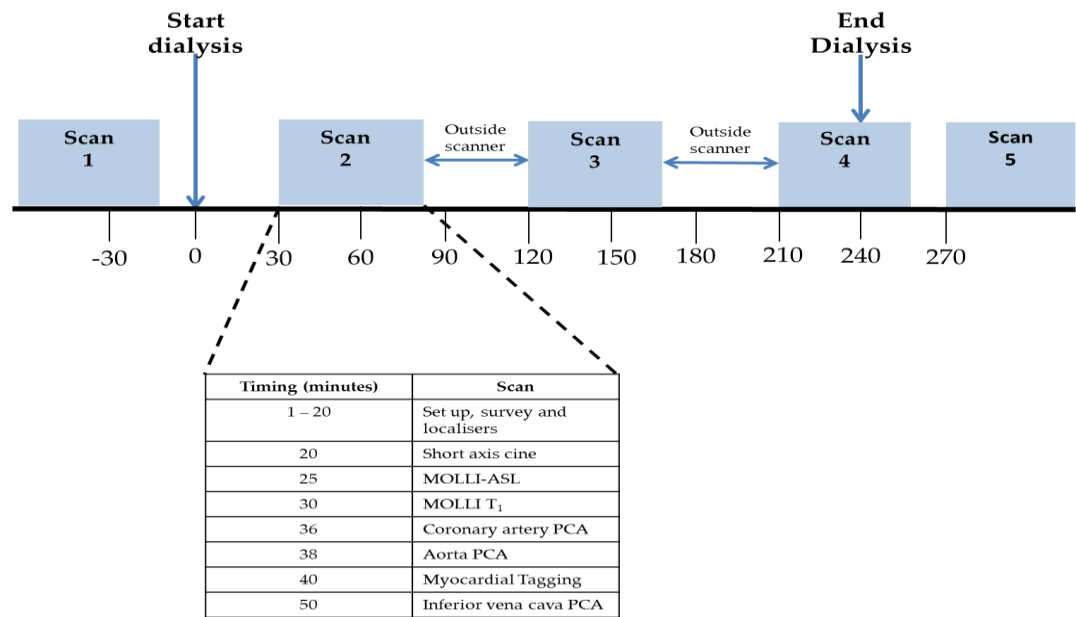 Start
dialysis
End
Dialysis
Scan
1
Scan
2
Outside
scanner
Scan
3
Outside
scanner
Scan
4
Scan
5
-30 0 30 60 90 120 150 180 210 240 270
Timing (minutes) Scan
1 – 20 Set up, survey and
localisers
20 Short axis cine
25 MOLLI-ASL
30 MOLLI T₁
36 Coronary artery PCA
38 Aorta PCA
40 Myocardial Tagging
50 Inferior vena cava PCA